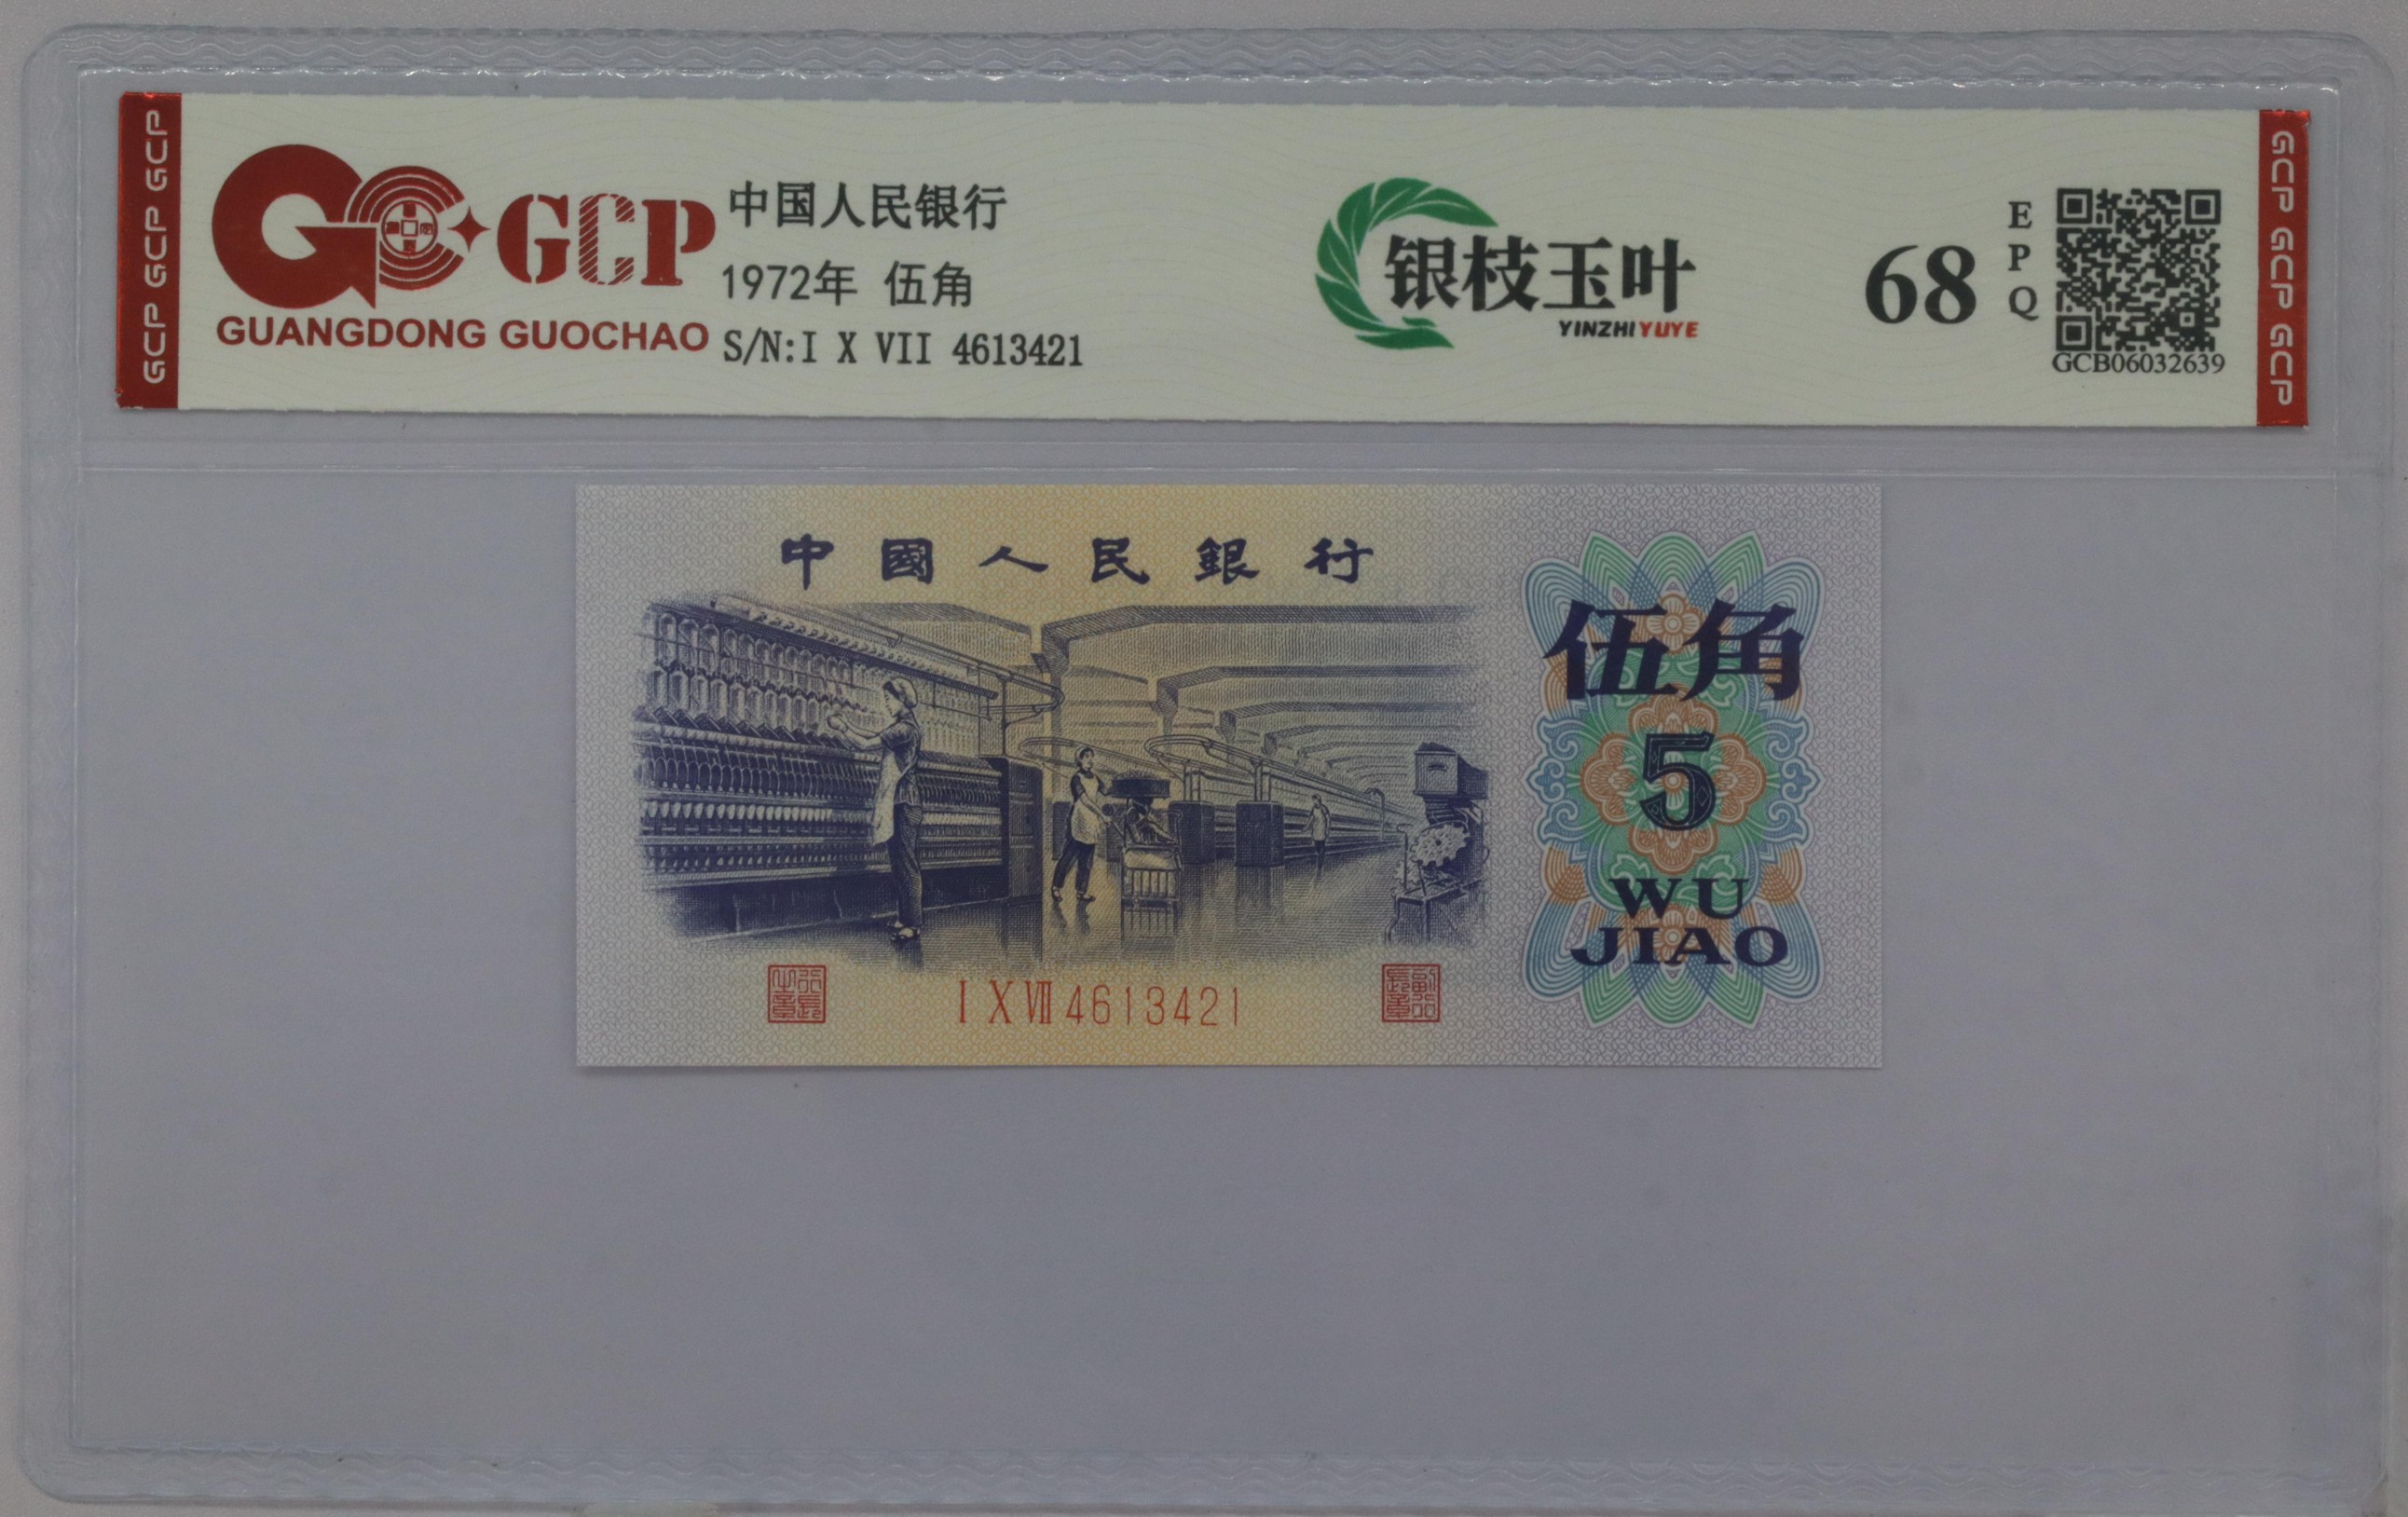 GCP GCP GCP
GCP
GUANGDONG GUOCHAO
中国人民银行
1972年 伍角
S/N:I X VII 4613421
银枝玉叶
YINZHIYUYE
68
E
P
Q
GCB06032639
GCP GCP GCP
中國人民銀行
伍角
5
WU
JIAO
I X VII 4613421